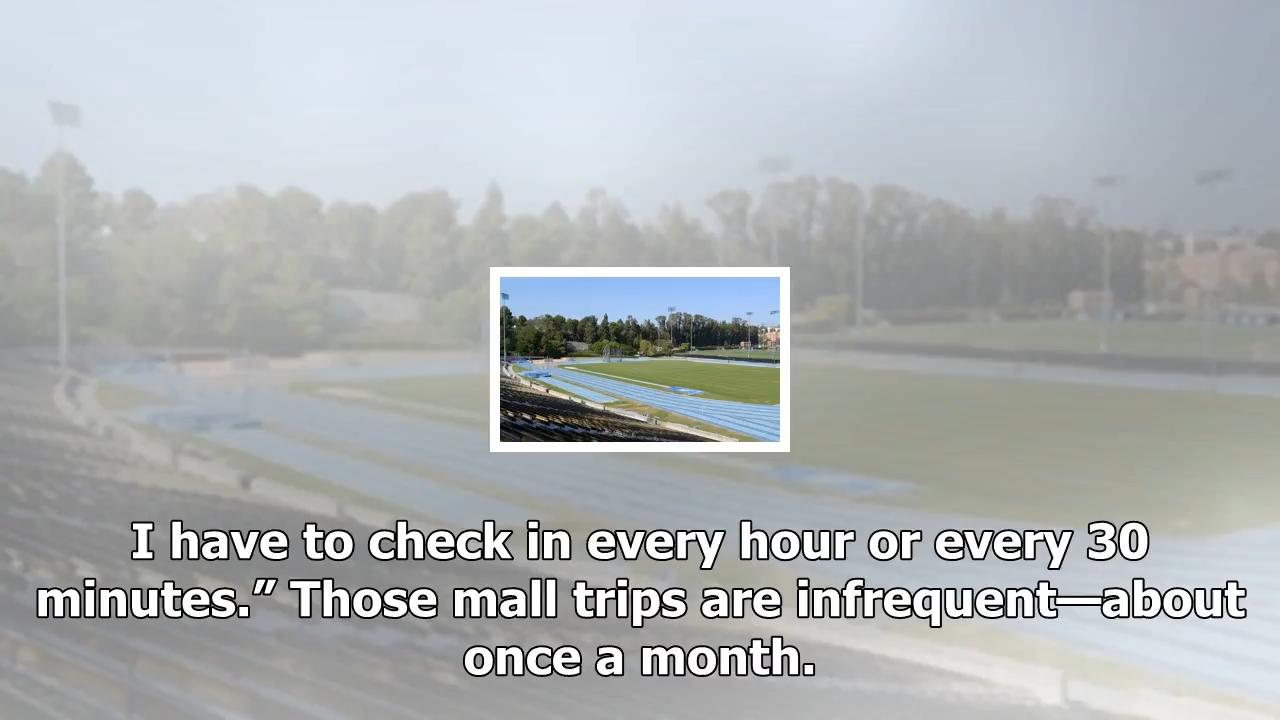 I have to check in every hour or every 30
minutes.” Those mall trips are infrequent—about
once a month.